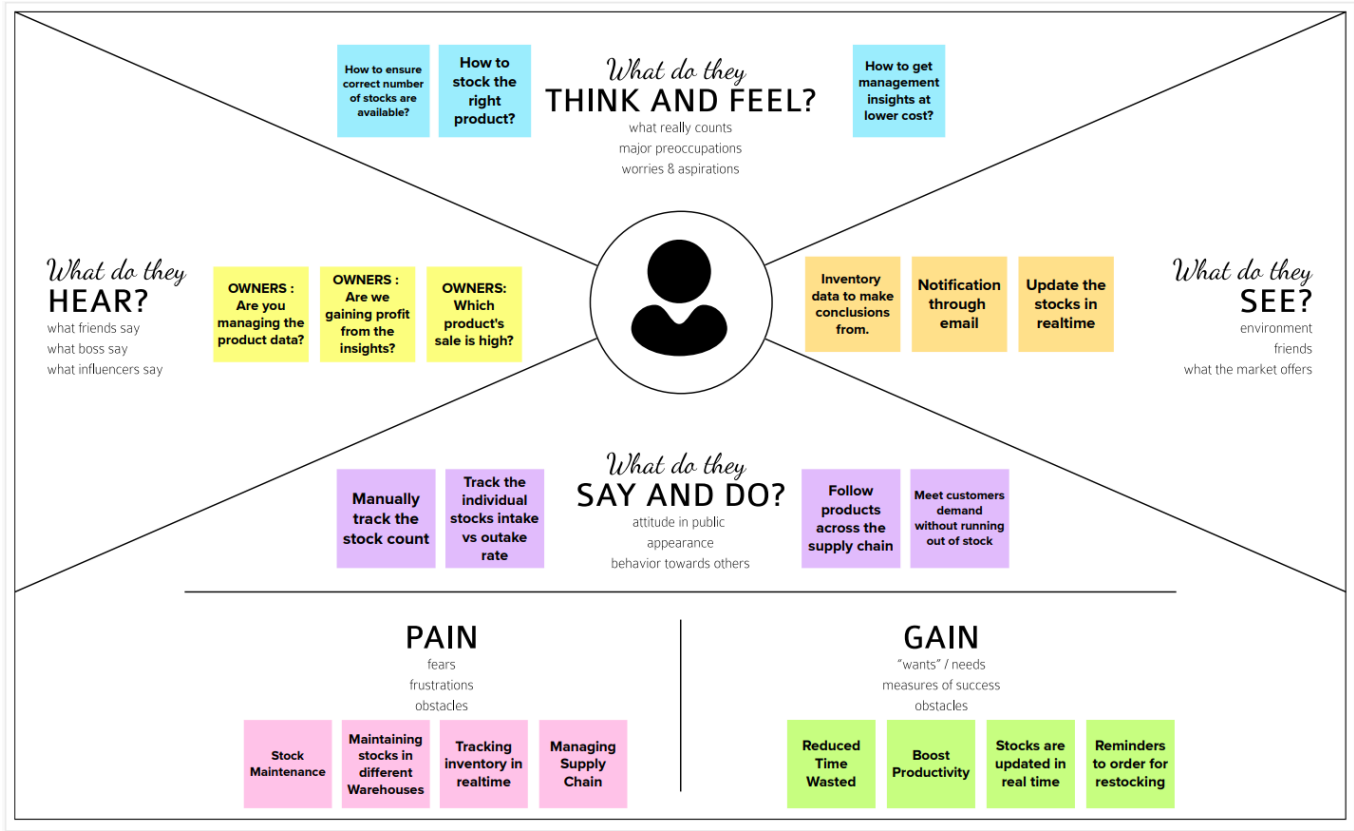 How to ensure
correct number
of stocks are
available?
How to
stock the
right
product?
What do they
THINK AND FEEL?
what really counts
major preoccupations
worries & aspirations
How to get
management
insights at
lower cost?
What do they
HEAR?
what friends say
what boss say
what influencers say
OWNERS :
Are you
managing the
product data?
OWNERS :
Are we
gaining profit
from the
insights?
OWNERS:
Which
product's
sale is high?
Inventory
data to make
conclusions
from.
Notification
through
email
Update the
stocks in
realtime
What do they
SEE?
environment
friends
what the market offers
Manually
track the
stock count
Track the
individual
stocks intake
vs outake
rate
What do they
SAY AND DO?
attitude in public
appearance
behavior towards others
Follow
products
across the
supply chain
Meet customers
demand
without running
out of stock
PAIN
fears
frustrations
obstacles
Stock
Maintenance
Maintaining
stocks in
different
Warehouses
Tracking
inventory in
realtime
Managing
Supply
Chain
GAIN
“wants” / needs
measures of success
obstacles
Reduced
Time
Wasted
Boost
Productivity
Stocks are
updated in
real time
Reminders
to order for
restocking